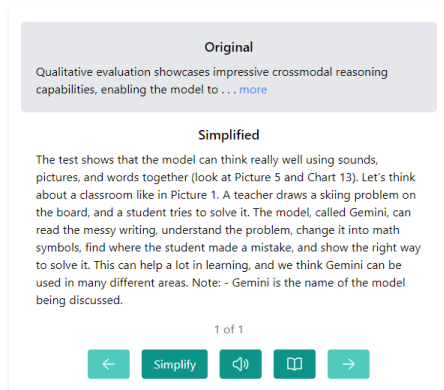 Original
Qualitative evaluation showcases impressive crossmodal reasoning
capabilities, enabling the model to . . . more
Simplified
The test shows that the model can think really well using sounds,
pictures, and words together (look at Picture 5 and Chart 13). Let's think
about a classroom like in Picture 1. A teacher draws a skiing problem on
the board, and a student tries to solve it. The model, called Gemini, can
read the messy writing, understand the problem, change it into math
symbols, find where the student made a mistake, and show the right way
to solve it. This can help a lot in learning, and we think Gemini can be
used in many different areas. Note: - Gemini is the name of the model
being discussed.
1 of 1
Simplify